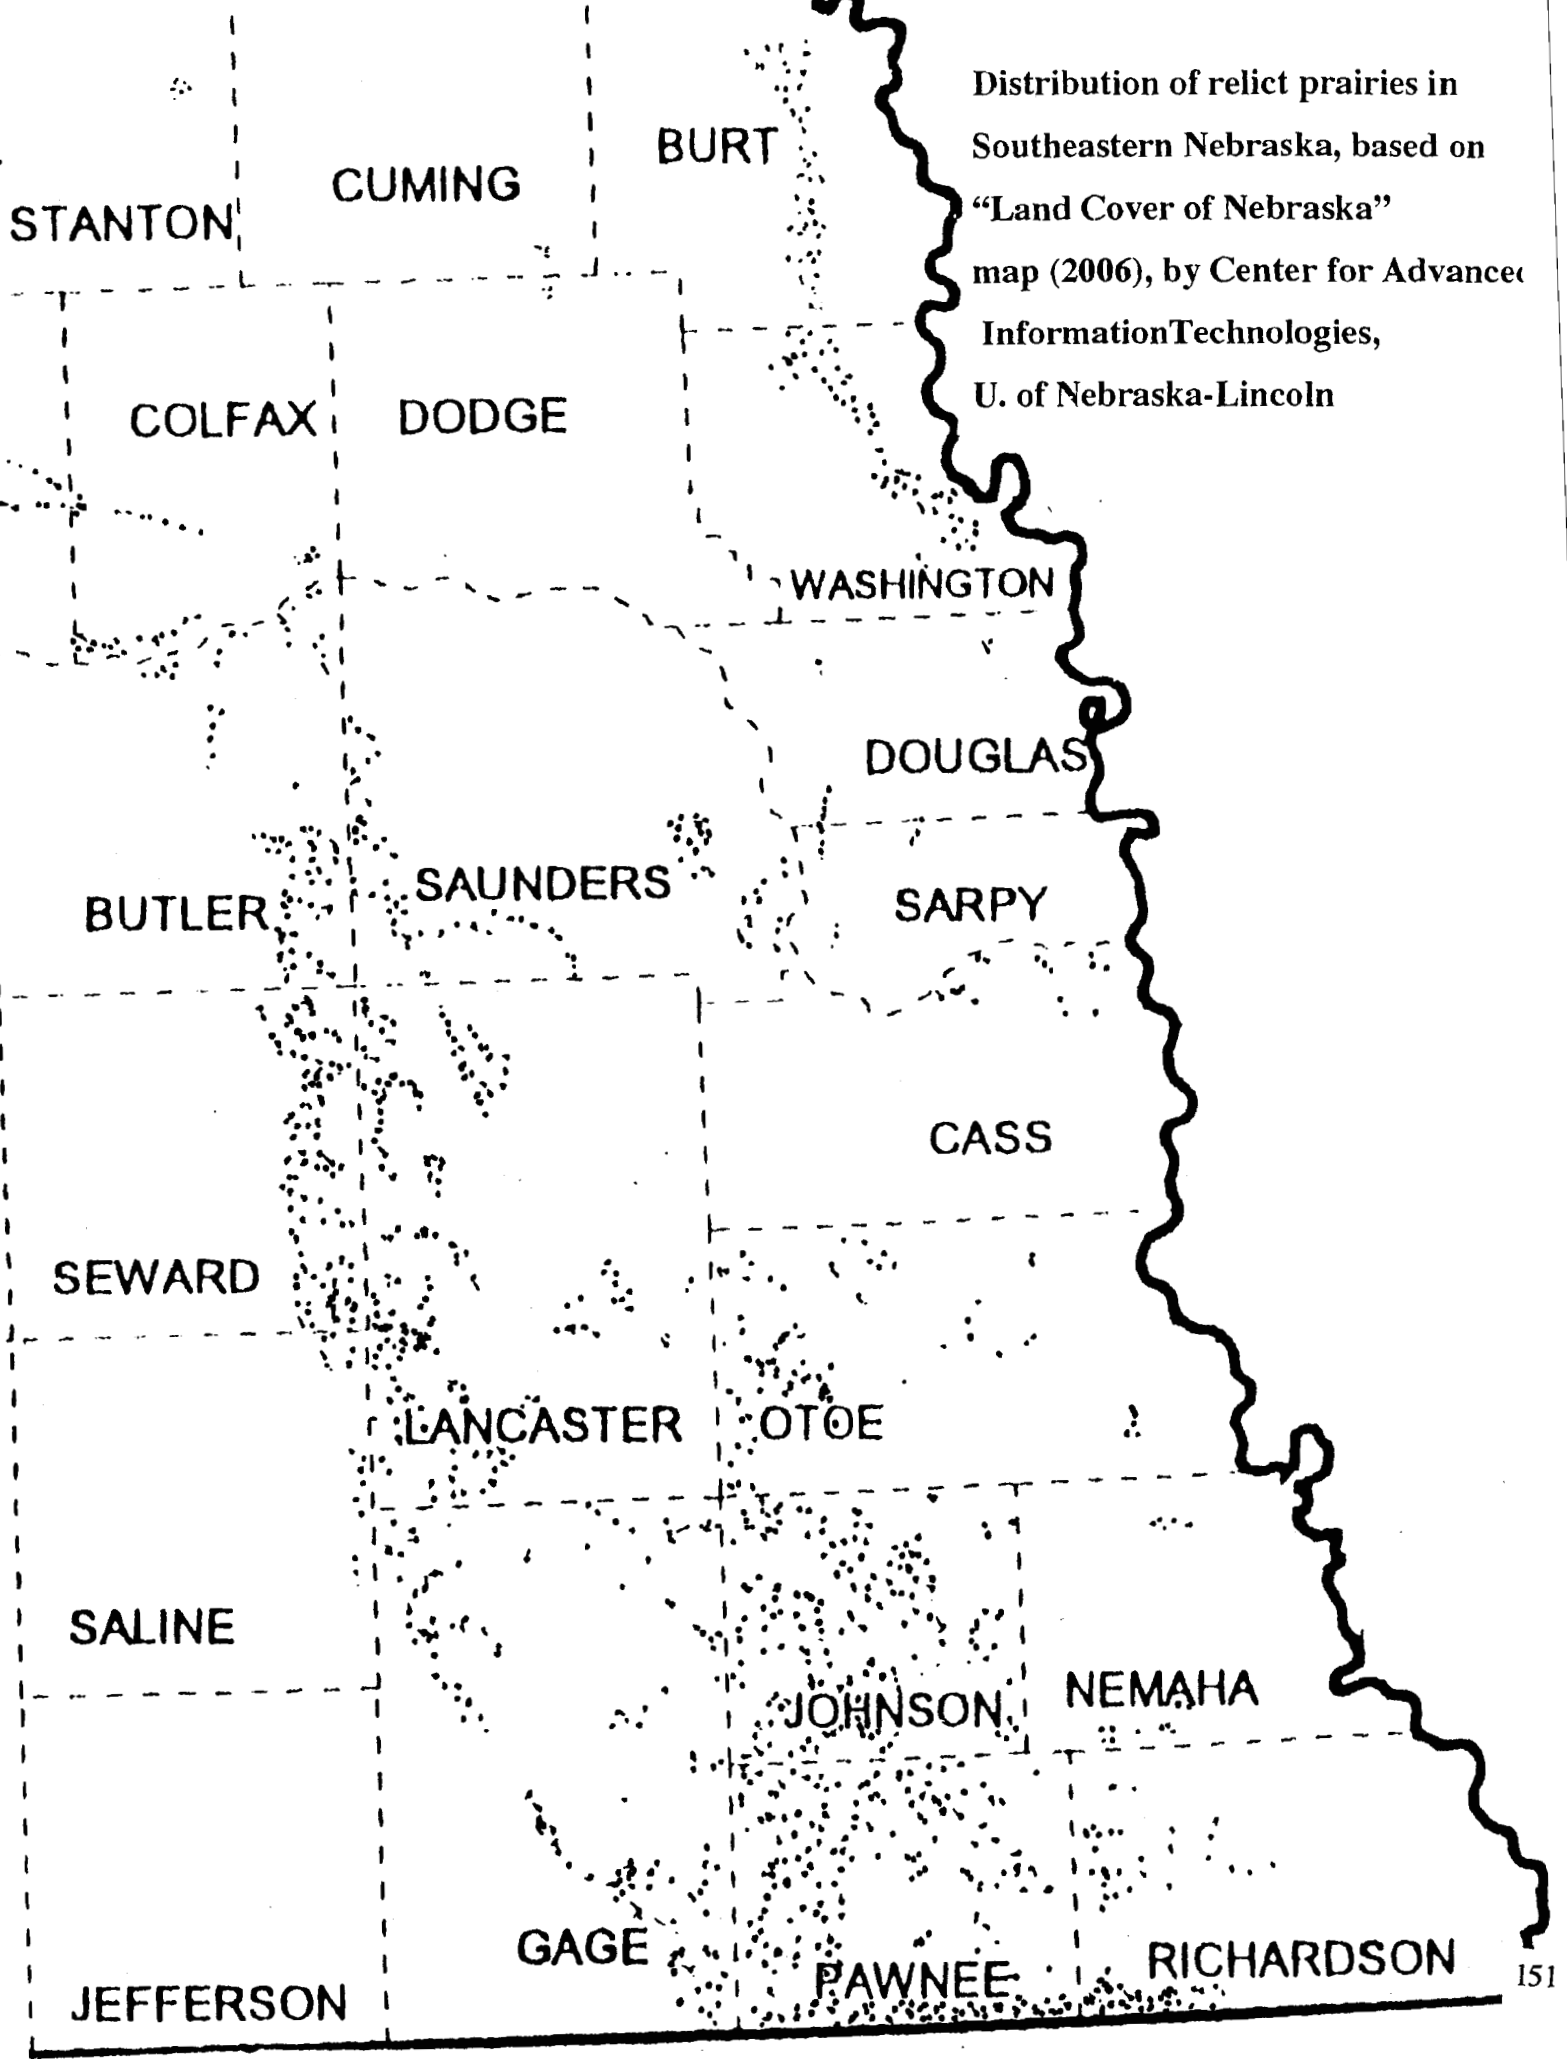 Distribution of relict prairies in
Southeastern Nebraska, based on
“Land Cover of Nebraska”
map (2006), by Center for Advanced
InformationTechnologies,
U. of Nebraska-Lincoln
BURT
CUMING
STANTON
COLFAX
DODGE
WASHINGTON
DOUGLAS
SAUNDERS
BUTLER
SARPY
CASS
SEWARD
LANCASTER
OTOE
SALINE
JOHNSON
NEMAHA
GAGE
PAWNEE
RICHARDSON
JEFFERSON
151